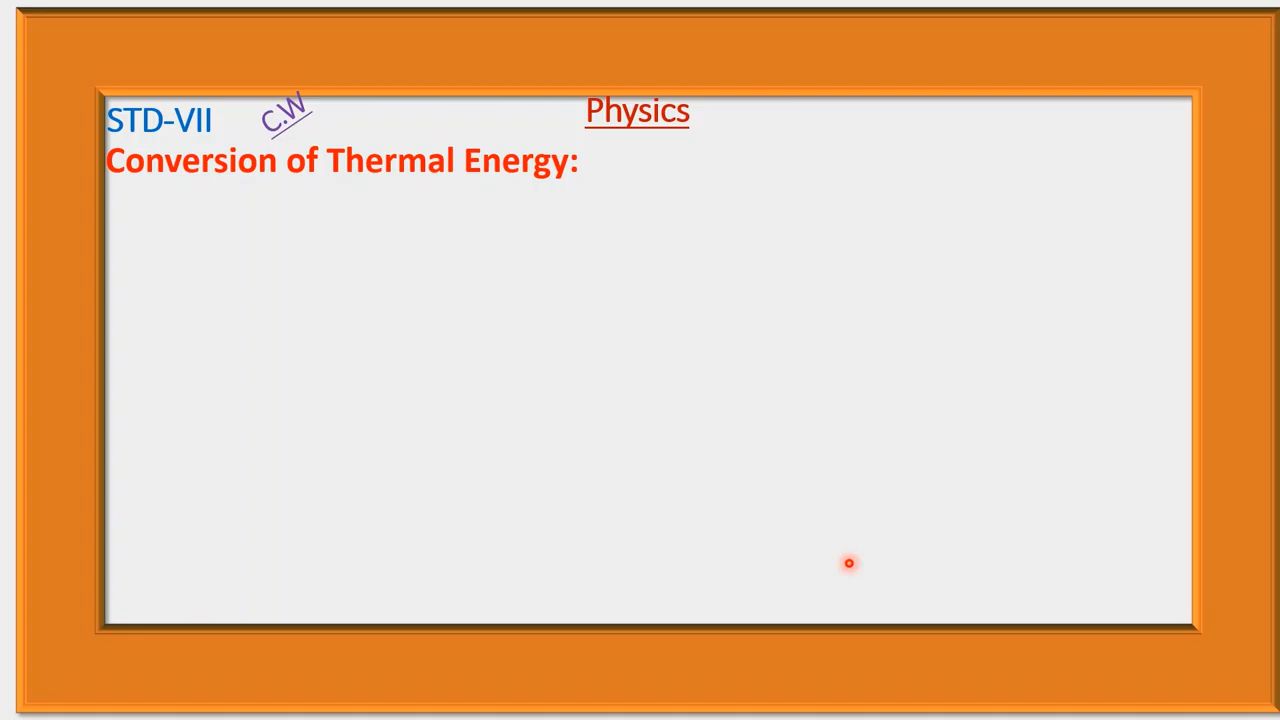 STD-VII C.W Physics
Conversion of Thermal Energy: